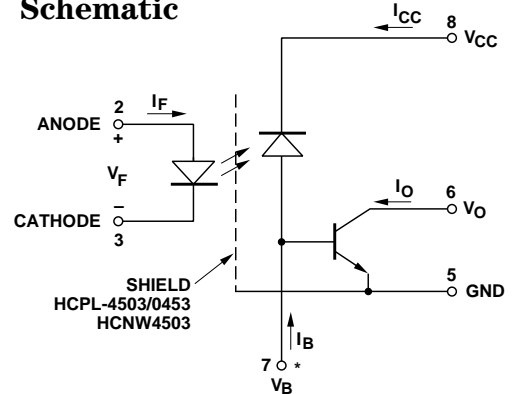 Schematic
ICC
8
VCC
2
IF
ANODE
+
VF
–
CATHODE
3
IO
6
VO
5
GND
SHIELD
HCPL-4503/0453
HCNW4503
IB
7 *
VB